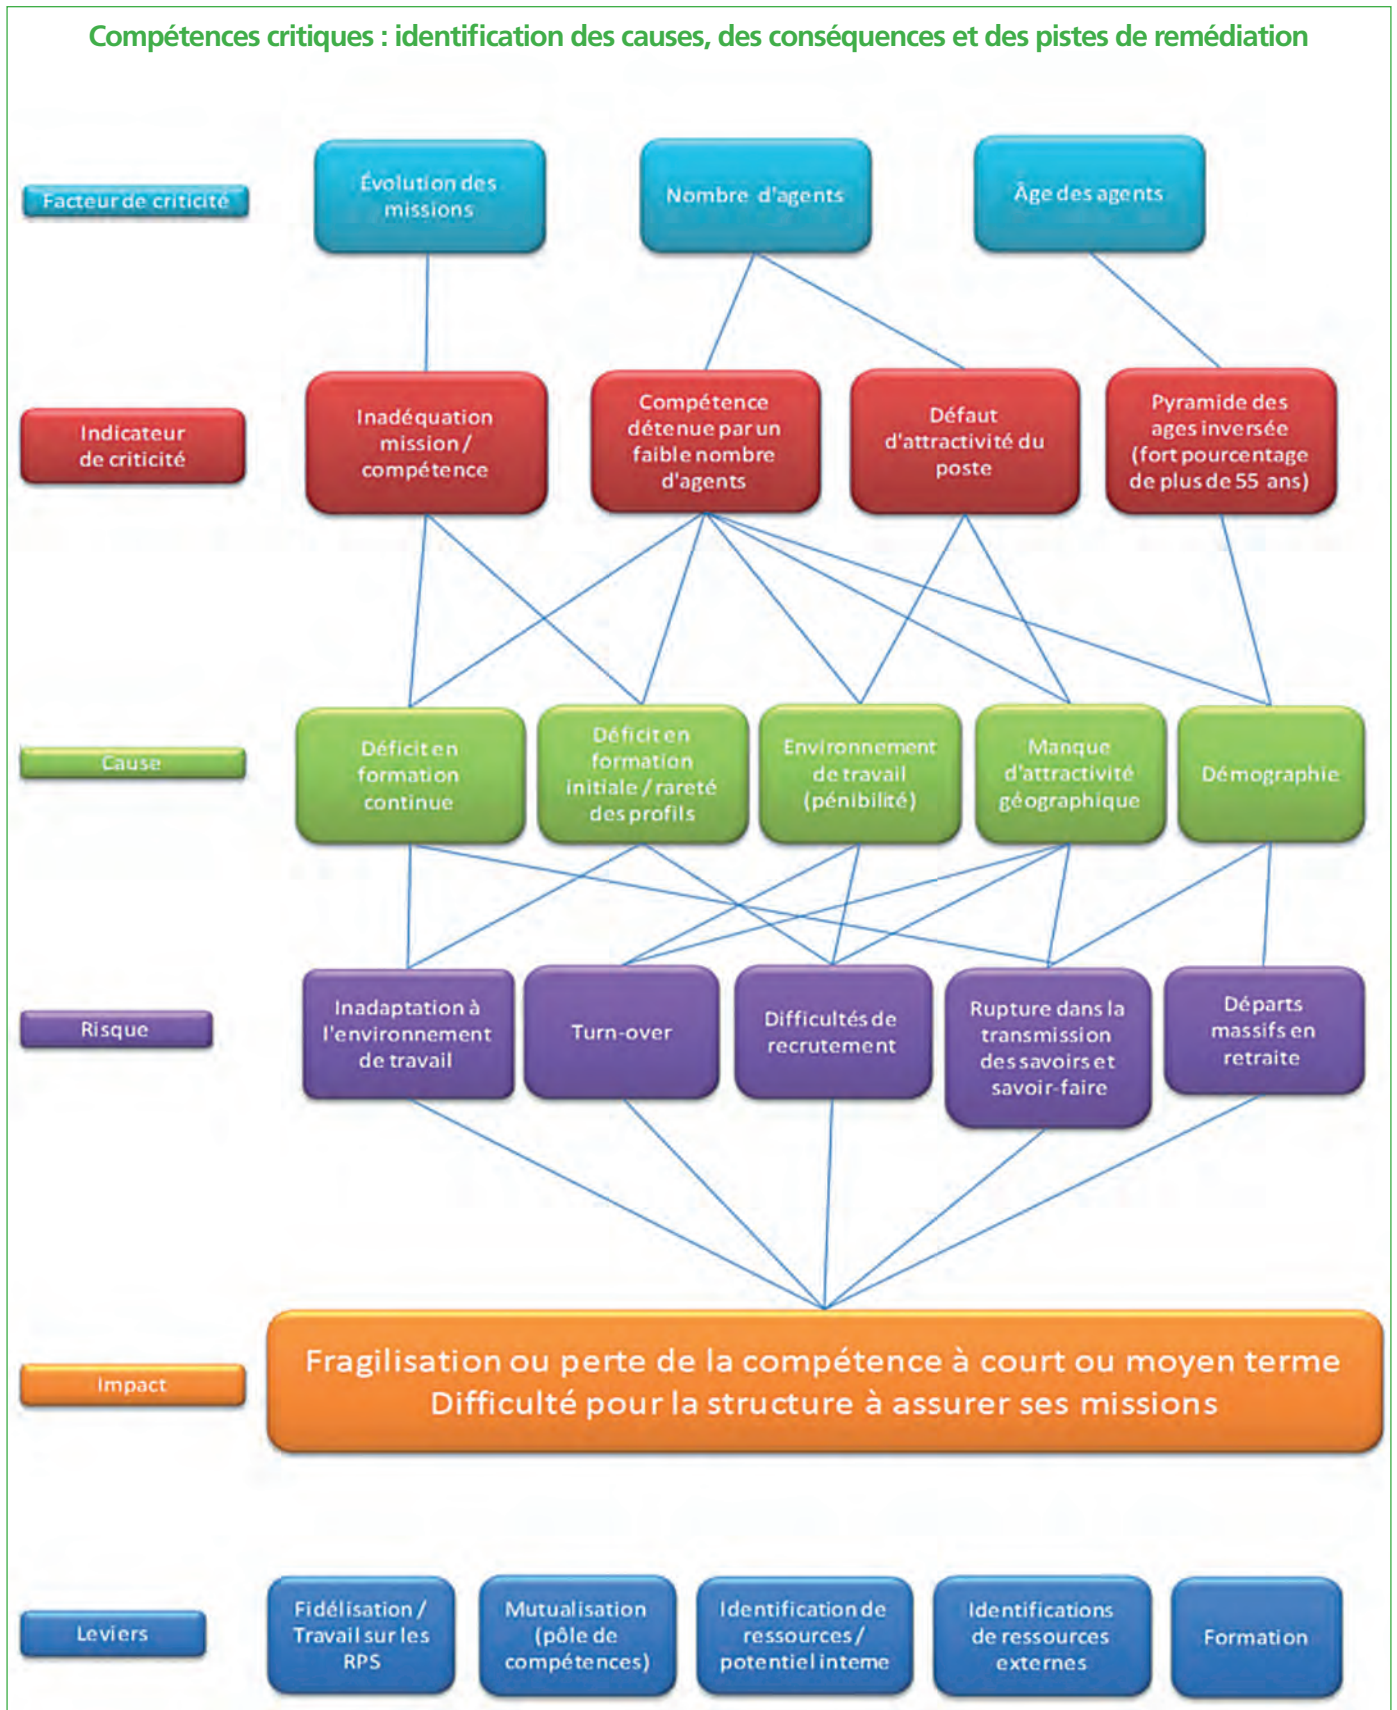 Compétences critiques : identification des causes, des conséquences et des pistes de remédiation
Facteur de criticité
Évolution des
missions
Nombre d'agents
Âge des agents
Indicateur
de criticité
Inadéquation
mission /
compétence
Compétence
détenue par un
faible nombre
d'agents
Défaut
d'attractivité du
poste
Pyramide des
ages inversée
(fort pourcentage
de plus de 55 ans)
Cause
Déficit en
formation
continue
Déficit en
formation
initiale / rareté
des profils
Environnement
de travail
(pénibilité)
Manque
d'attractivité
géographique
Démographie
Risque
Inadaptation à
l'environnement
de travail
Turn-over
Difficultés de
recrutement
Rupture dans la
transmission
des savoirs et
savoir-faire
Départs
massifs en
retraite
Impact
Fragilisation ou perte de la compétence à court ou moyen terme
Difficulté pour la structure à assurer ses missions
Leviers
Fidélisation /
Travail sur les
RPS
Mutualisation
(pôle de
compétences)
Identification de
ressources /
potentiel interne
Identifications
de ressources
externes
Formation